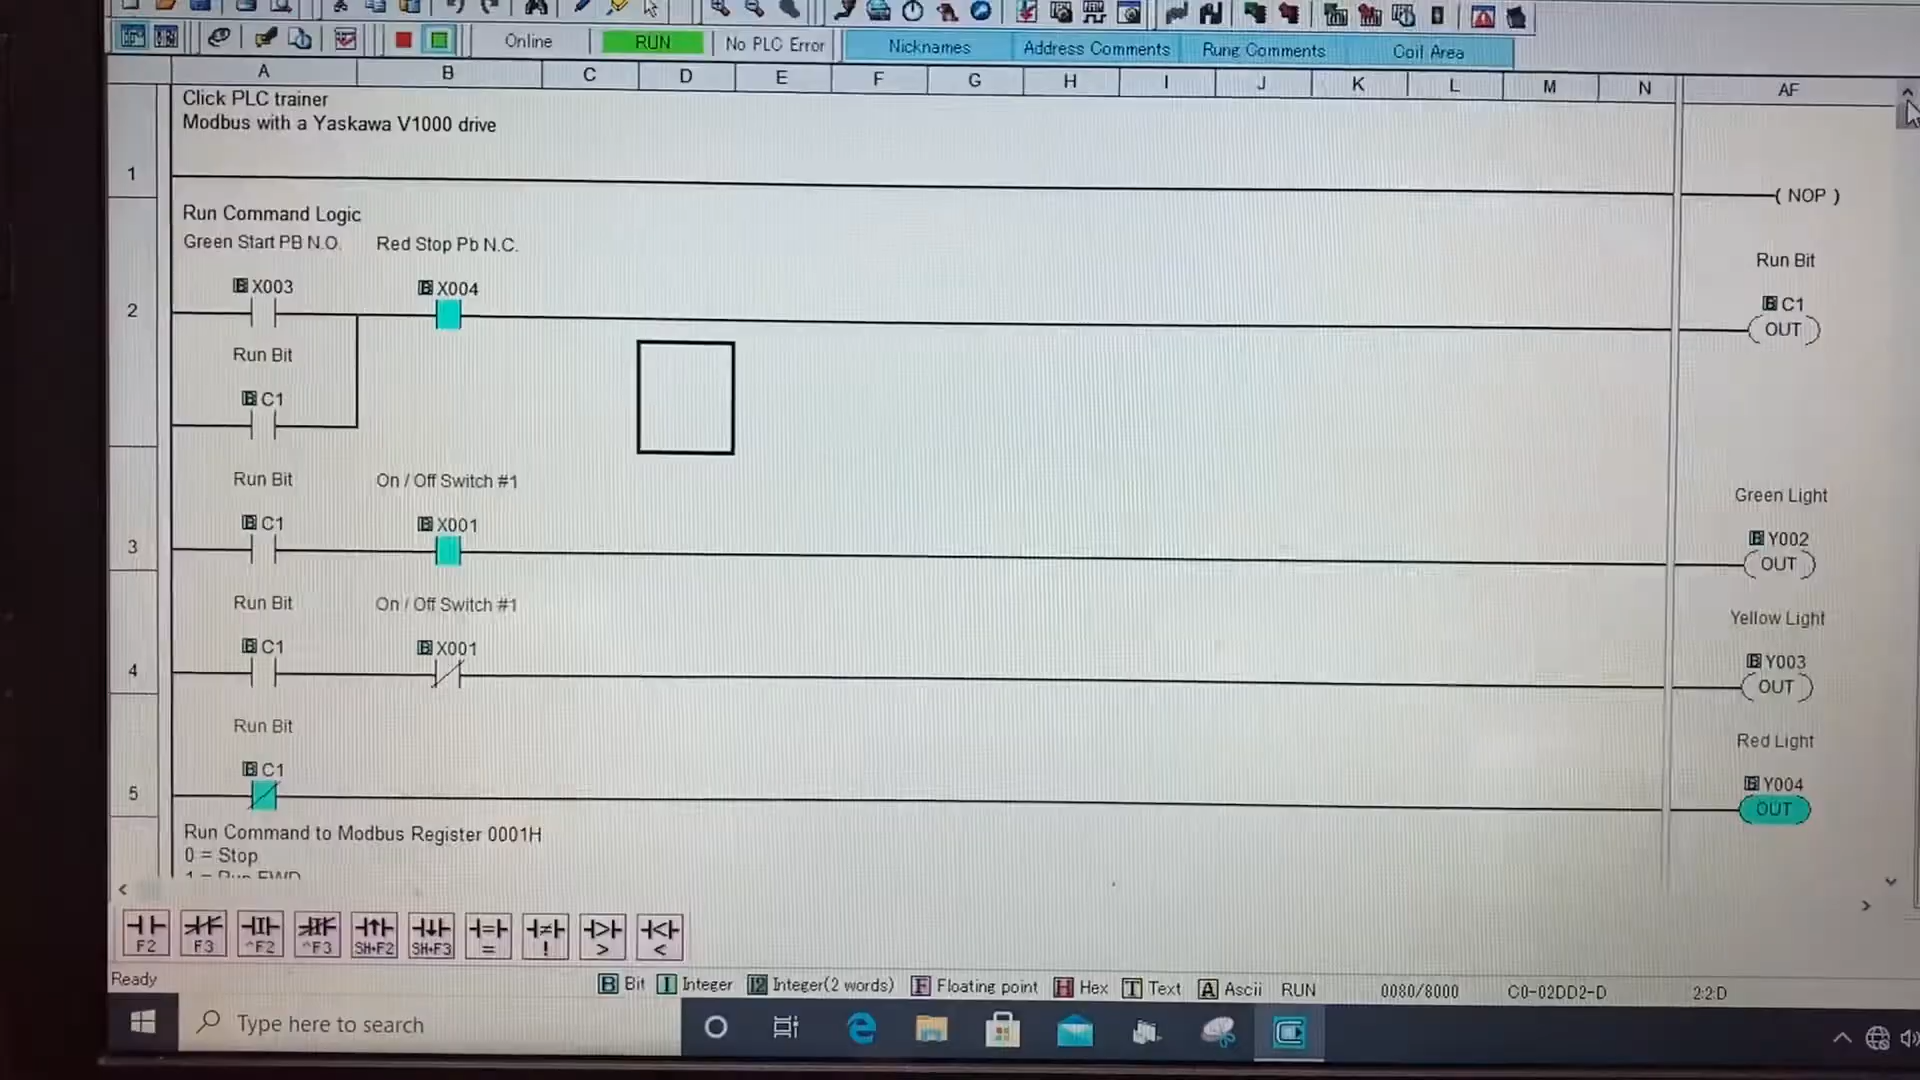 Online RUN No PLC Error Nicknames Address Comments Rung Comments Coil Area
A B C D E F G H I J K L M N AF
Click PLC trainer
Modbus with a Yaskawa V1000 drive
1
( NOP )
Run Command Logic
Green Start PB N.O. Red Stop Pb N.C.
Run Bit
B X003 B X004
B C1
2
OUT
Run Bit
B C1
Run Bit On / Off Switch #1
Green Light
B C1 B X001
B Y002
3
OUT
Run Bit On / Off Switch #1
Yellow Light
B C1 B X001
B Y003
4
OUT
Run Bit
Red Light
B C1
B Y004
5
OUT
Run Command to Modbus Register 0001H
0 = Stop
1 = Run FWD
F2 F3 ^F2 ^F3 SH+F2 SH+F3 = ! > <
Ready B Bit I Integer I2 Integer(2 words) F Floating point H Hex T Text A Ascii RUN 0080/8000 C0-02DD2-D 2:2:D
Type here to search